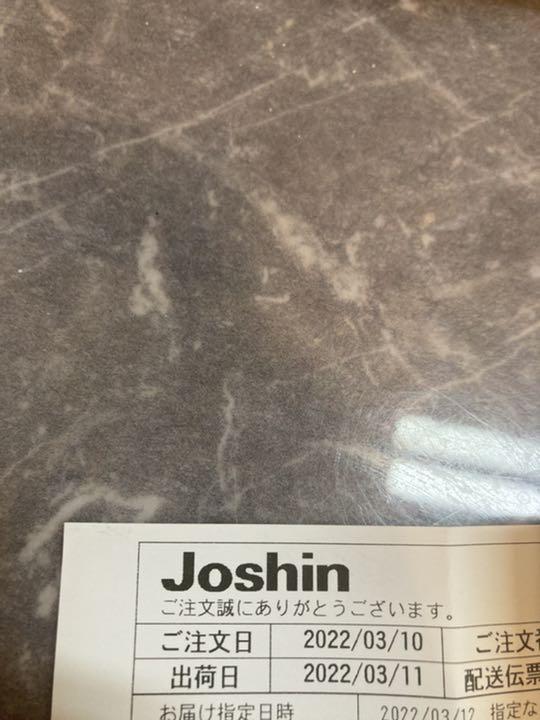 Joshin
ご注文誠にありがとうございます。
ご注文日 2022/03/10 ご注文
出荷日 2022/03/11 配送伝票
お届け指定日時 2022/03/12 指定な